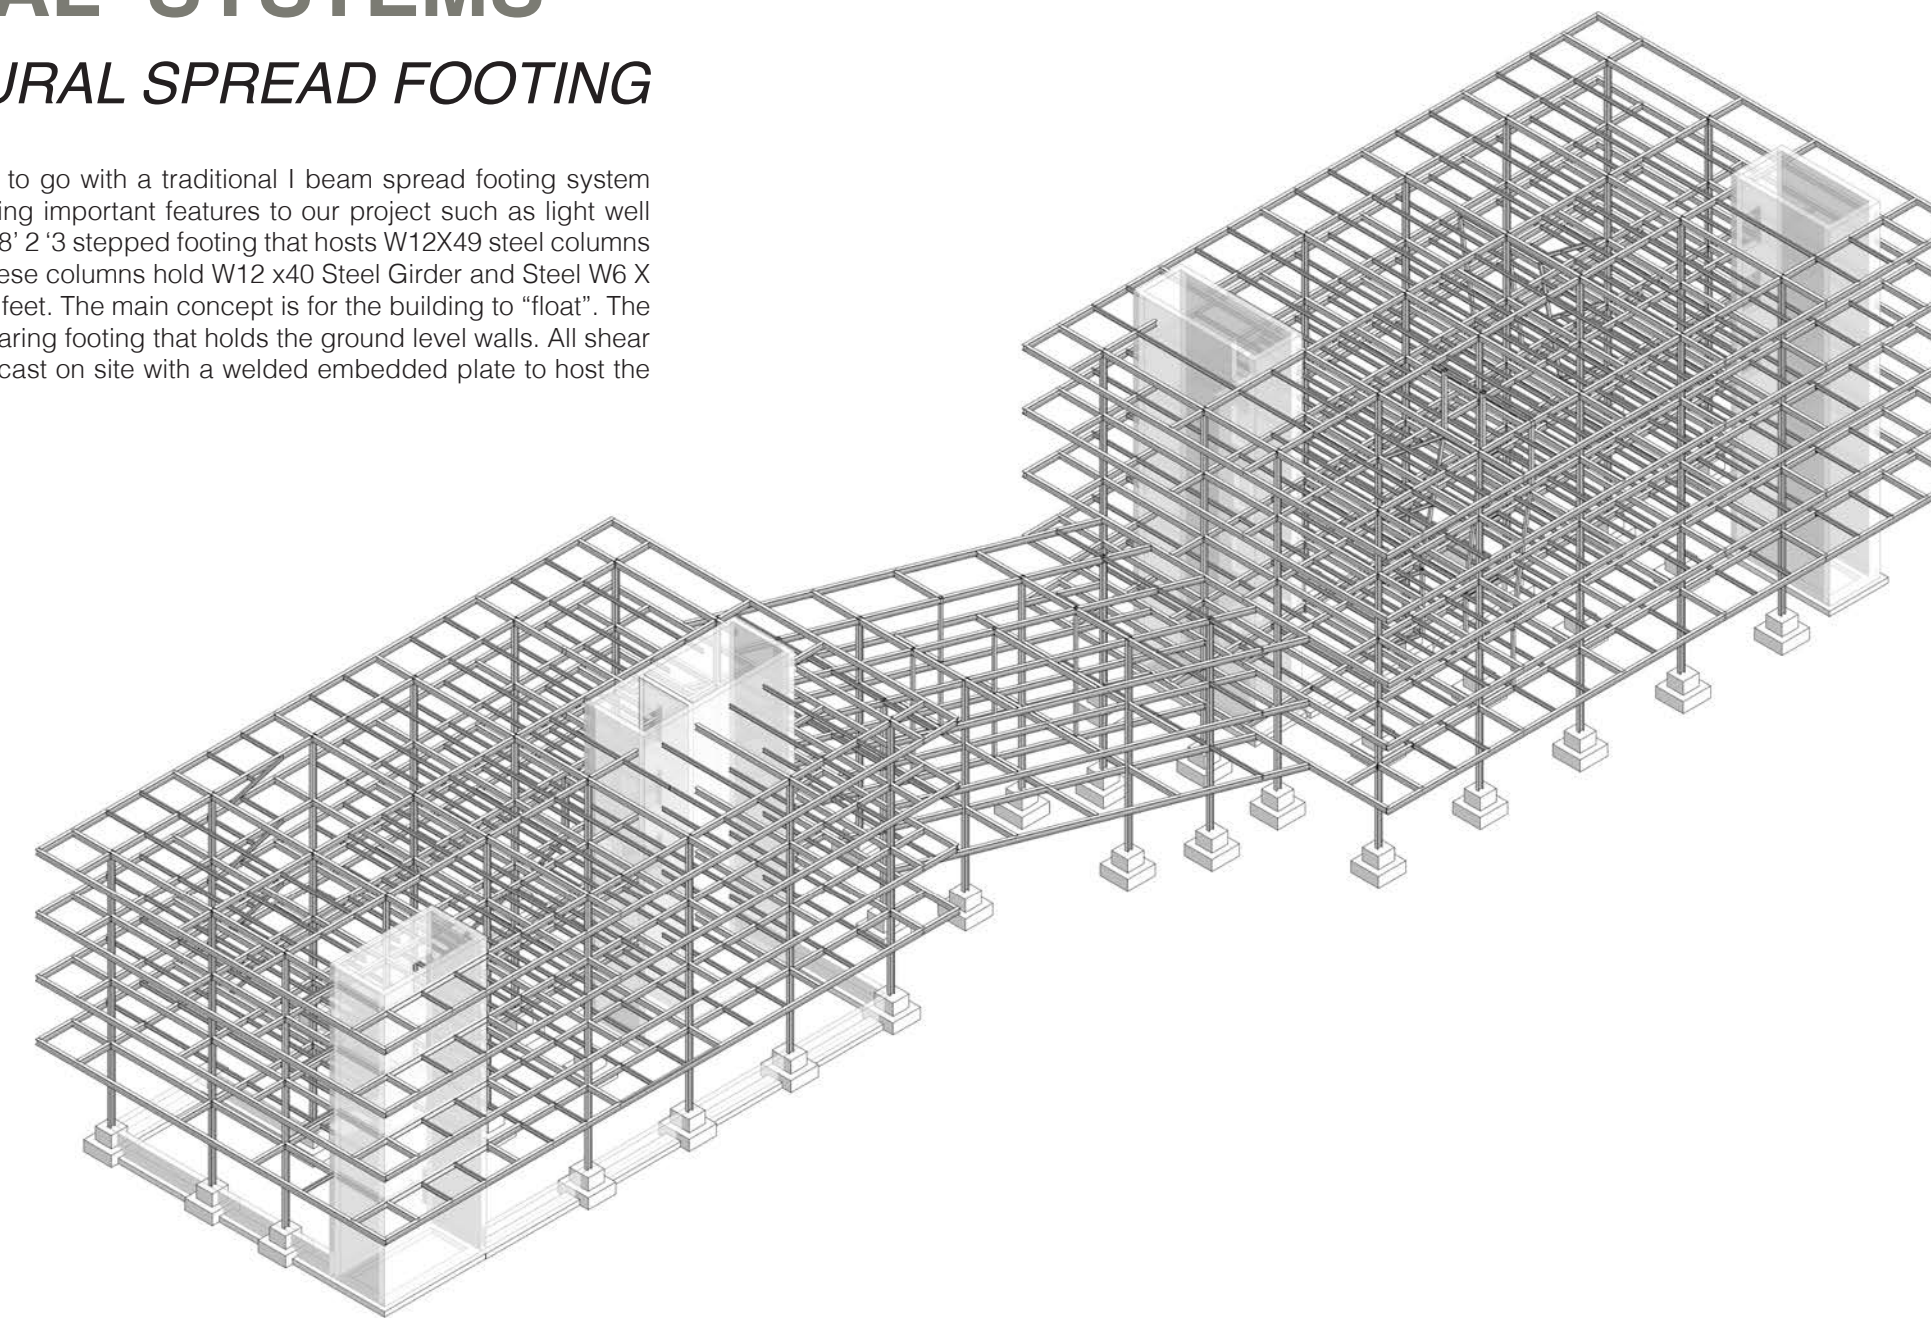 AL SYSTEMS
URAL SPREAD FOOTING
to go with a traditional I beam spread footing system
ing important features to our project such as light well
8’ 2 ‘3 stepped footing that hosts W12X49 steel columns
ese columns hold W12 x40 Steel Girder and Steel W6 X
feet. The main concept is for the building to “float”. The
aring footing that holds the ground level walls. All shear
cast on site with a welded embedded plate to host the